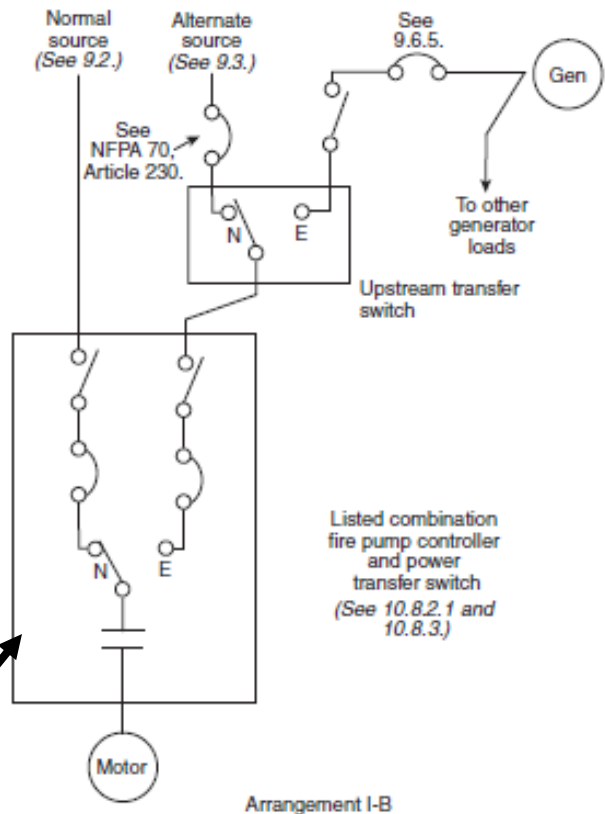 Normal
source
(See 9.2.)
Alternate
source
(See 9.3.)
See
9.6.5.
Gen
See
NFPA 70,
Article 230.
N
E
To other
generator
loads
Upstream transfer
switch
N
E
Listed combination
fire pump controller
and power
transfer switch
(See 10.8.2.1 and
10.8.3.)
Motor
Arrangement I-B